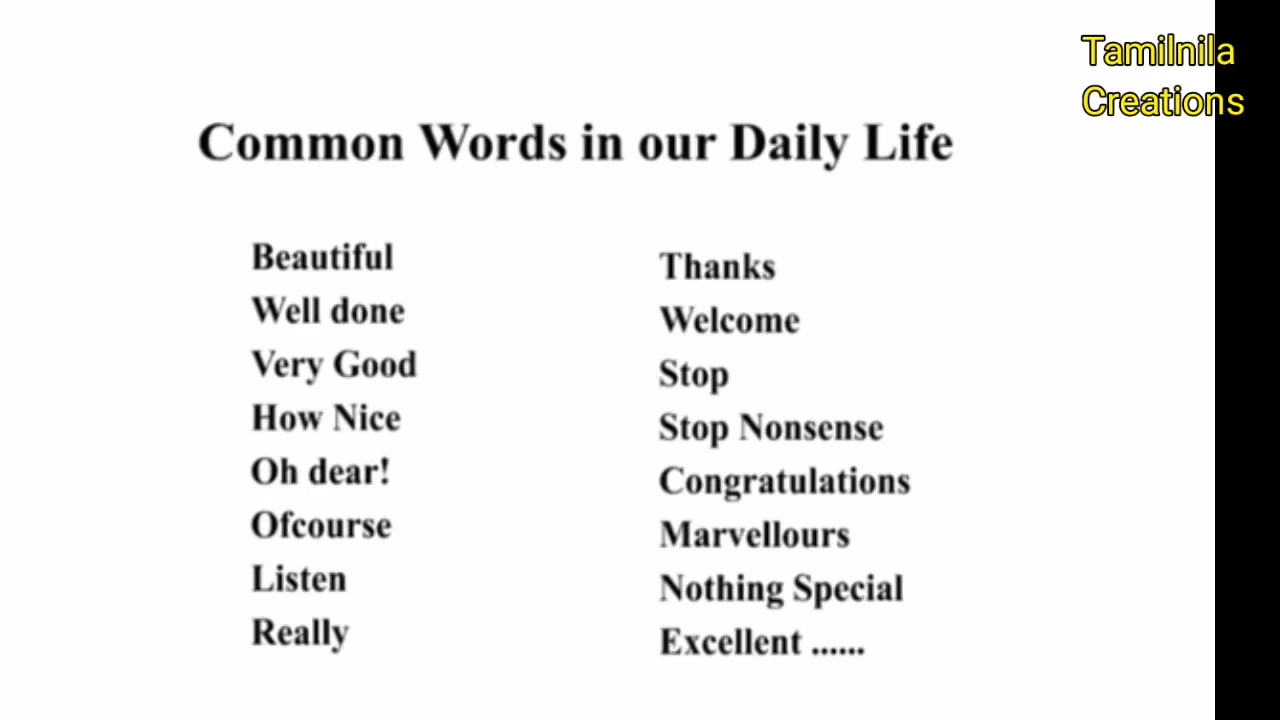 Tamilnila
Creations
Common Words in our Daily Life
Beautiful
Well done
Very Good
How Nice
Oh dear!
Ofcourse
Listen
Really
Thanks
Welcome
Stop
Stop Nonsense
Congratulations
Marvellours
Nothing Special
Excellent ......